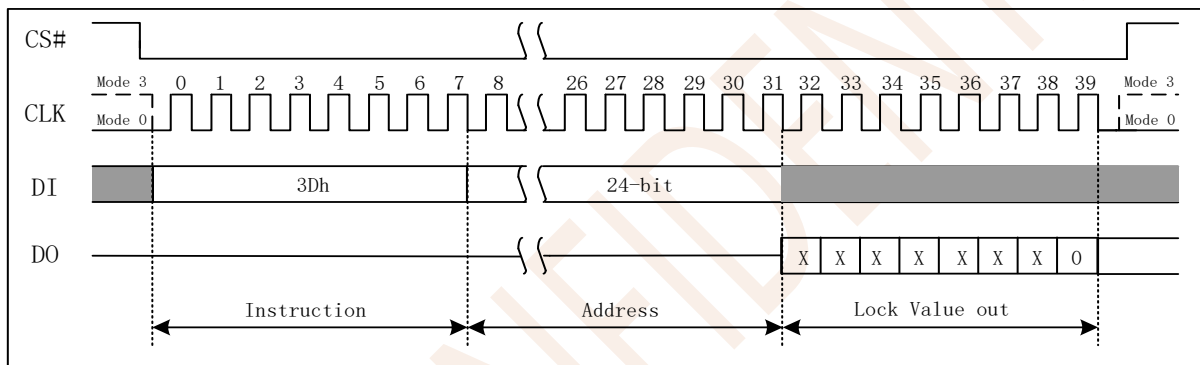 CS#
Mode 3 0 1 2 3 4 5 6 7 8 26 27 28 29 30 31 32 33 34 35 36 37 38 39 Mode 3
CLK
Mode 0 Mode 0
DI 3Dh 24-bit
DO X X X X X X X 0
Instruction Address Lock Value out